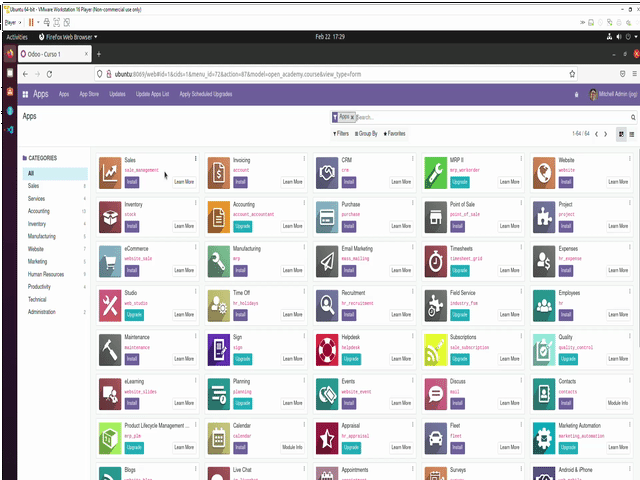 Ubuntu 64-bit - VMware Workstation 16 Player (Non-commercial use only)
Player
Activities Firefox Web Browser Feb 22 17:29
Odoo - Curso 1
ubuntu:8069/web#id=1&cids=1&menu_id=72&action=87&model=open_academy.course&view_type=form
Apps Apps App Store Updates Update Apps List Apply Scheduled Upgrades Mitchell Admin
Apps Apps Search...
Filters Group By Favorites 1-64 / 64
CATEGORIES
All
Sales
Services
Accounting
Inventory
Manufacturing
Website
Marketing
Human Resources
Productivity
Technical
Administration
Sales Invoicing CRM MRP II Website
sale_management account crm mrp_workorder website
Install Learn More Install Learn More Install Learn More Upgrade Learn More Install Learn More
Inventory Accounting Purchase Point of Sale Project
stock account_accountant purchase point_of_sale project
Install Learn More Upgrade Learn More Install Learn More Install Learn More Install Learn More
eCommerce Manufacturing Email Marketing Timesheets Expenses
website_sale mrp mass_mailing timesheet_grid hr_expense
Install Learn More Install Learn More Install Learn More Upgrade Learn More Install Learn More
Studio Time Off Recruitment Field Service Employees
web_studio hr_holidays hr_recruitment industry_fsm hr
Upgrade Learn More Install Learn More Install Learn More Upgrade Learn More Install Learn More
Maintenance Sign Helpdesk Subscriptions Quality
maintenance sign helpdesk sale_subscription quality_control
Install Learn More Upgrade Learn More Upgrade Learn More Upgrade Learn More Upgrade Learn More
eLearning Planning Events Discuss Contacts
website_slides planning website_event mail contacts
Install Learn More Upgrade Learn More Install Learn More Install Learn More Install Module Info
Product Lifecycle Management ... Calendar Appraisal Fleet Marketing Automation
mrp_plm calendar hr_appraisal fleet marketing_automation
Upgrade Learn More Install Module Info Upgrade Learn More Install Learn More Upgrade Learn More
Blogs Live Chat Appointments Surveys Android & iPhone